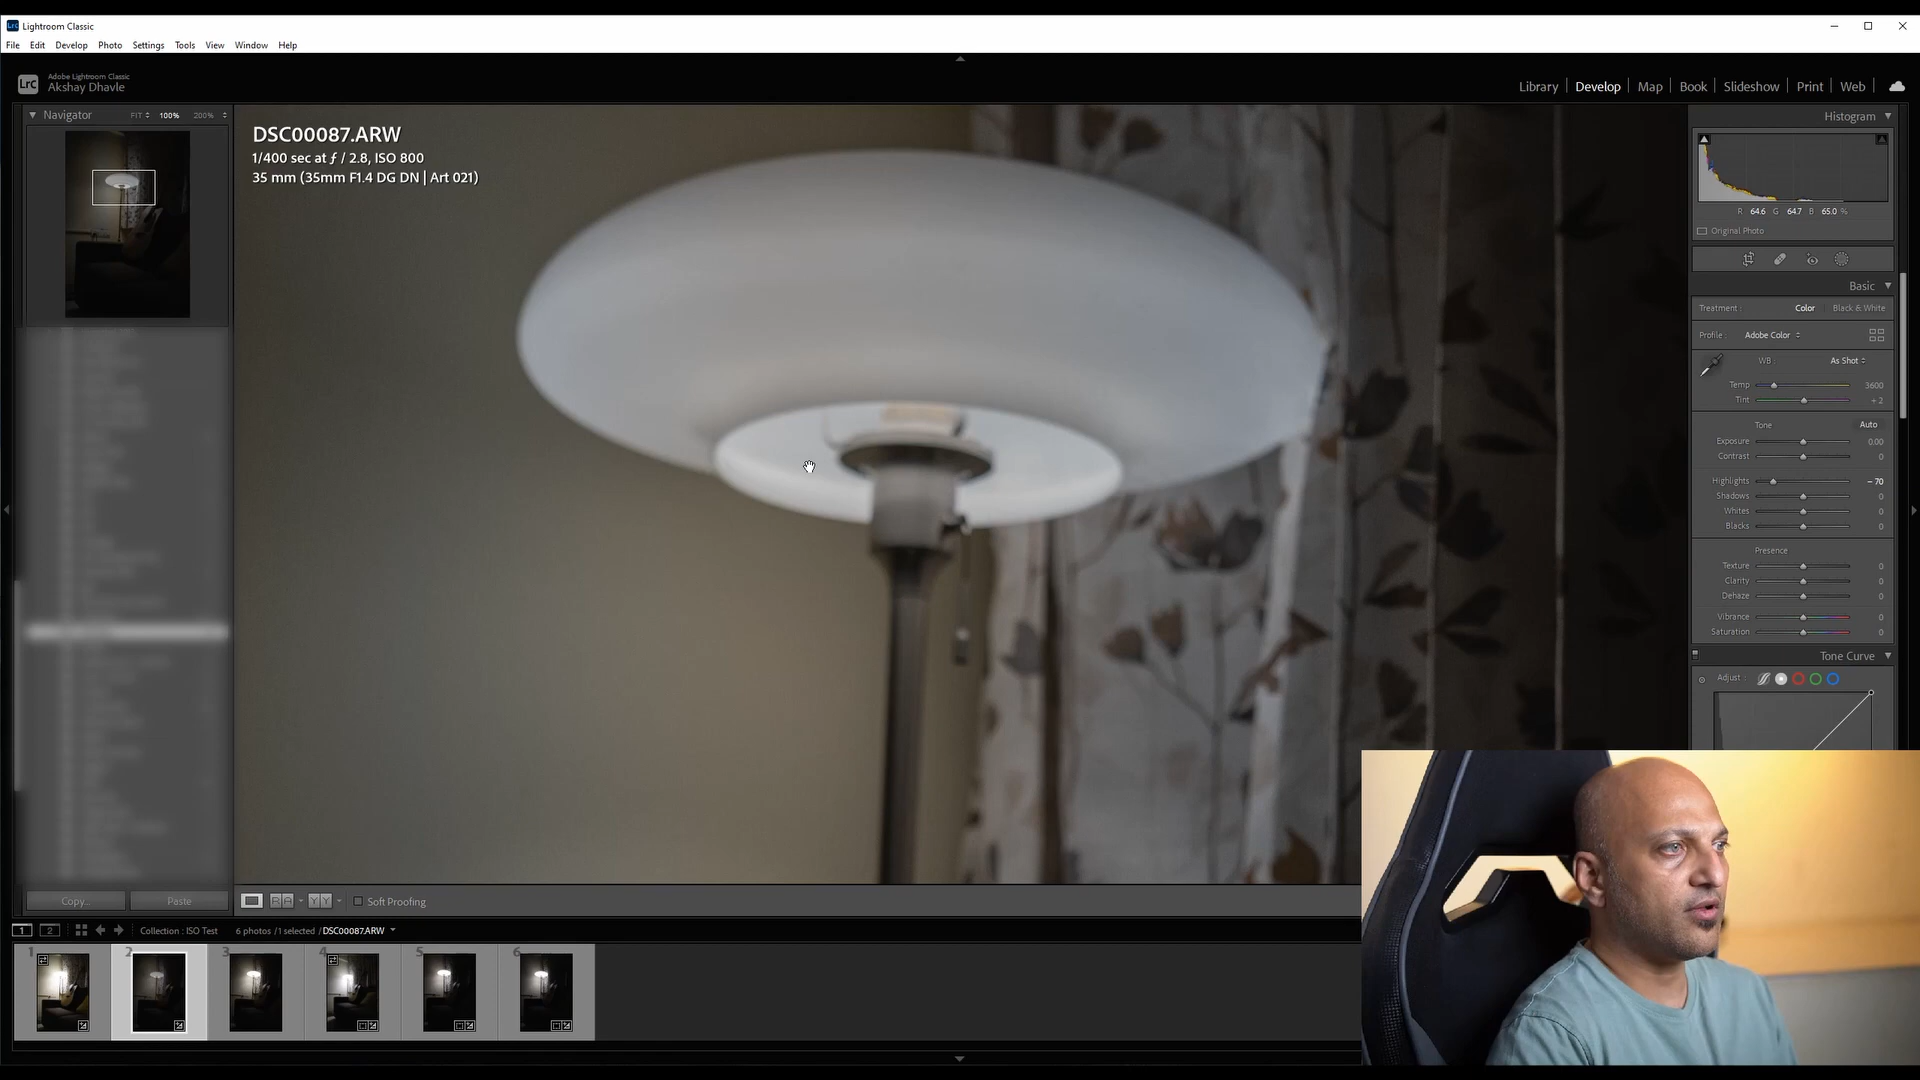 Lightroom Classic
File Edit Develop Photo Settings Tools View Window Help
LrC
Adobe Lightroom Classic
Akshay Dhavle
Library Develop Map Book Slideshow Print Web
Navigator FIT 100% 200%
Histogram
DSC00087.ARW
1/400 sec at ƒ / 2.8, ISO 800
35 mm (35mm F1.4 DG DN | Art 021)
R 64.6 G 64.7 B 65.0 %
Original Photo
Basic
Treatment : Color Black & White
Profile : Adobe Color
WB : As Shot
Temp 3600
Tint + 2
Tone Auto
Exposure 0.00
Contrast 0
Highlights – 70
Shadows 0
Whites 0
Blacks 0
Presence
Texture 0
Clarity 0
Dehaze 0
Vibrance 0
Saturation 0
Tone Curve
Adjust :
Copy... Paste
R A Y Y Soft Proofing
1 2 Collection : ISO Test 6 photos / 1 selected / DSC00087.ARW
1 2 3 4 5 6